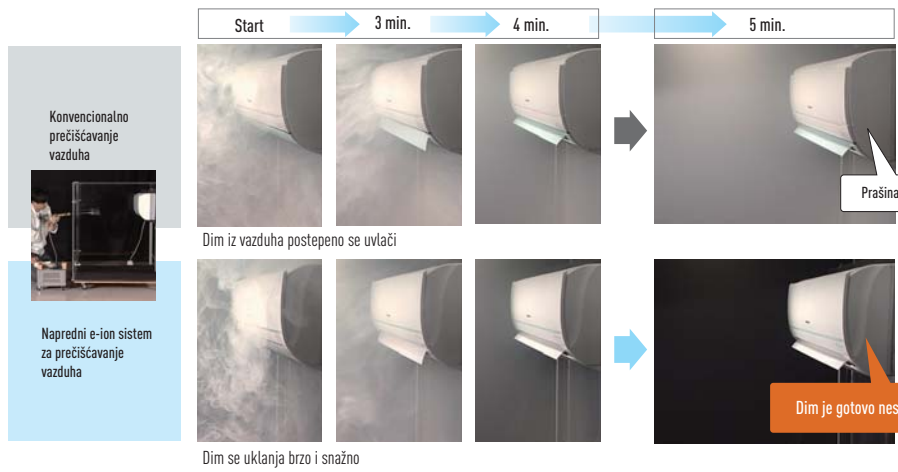 Start
3 min.
4 min.
5 min.
Konvencionalno
prečišćavanje
vazduha
Prašina
Dim iz vazduha postepeno se uvlači
Napredni e-ion sistem
za prečišćavanje
vazduha
Dim je gotovo nes
Dim se uklanja brzo i snažno